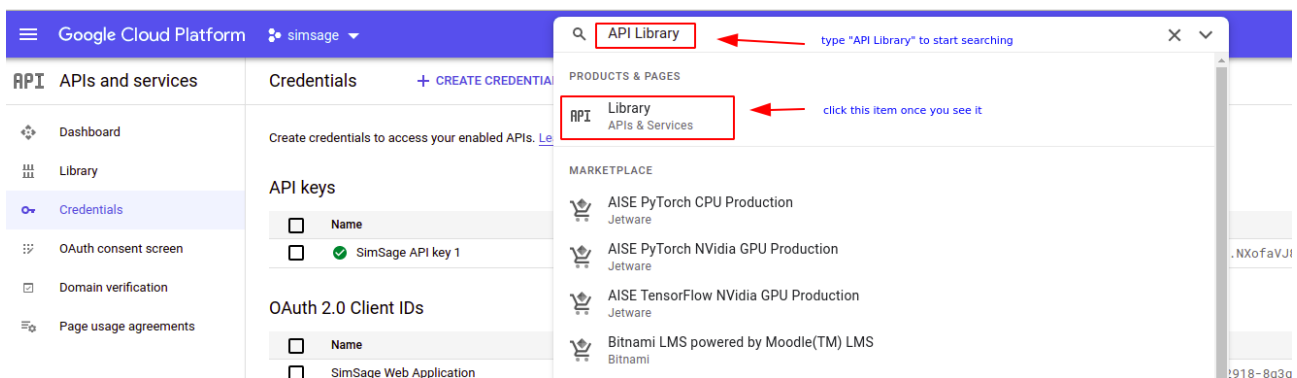 Google Cloud Platform
simsage
API Library
type "API Library" to start searching
API
APIs and services
Credentials
+ CREATE CREDENTIA
PRODUCTS & PAGES
API
Library
APIs & Services
click this item once you see it
Dashboard
Library
Credentials
OAuth consent screen
Domain verification
Page usage agreements
Create credentials to access your enabled APIs. Le
API keys
Name
SimSage API key 1
.NXofaVJ8
OAuth 2.0 Client IDs
Name
SimSage Web Application
MARKETPLACE
AISE PyTorch CPU Production
Jetware
AISE PyTorch NVidia GPU Production
Jetware
AISE TensorFlow NVidia GPU Production
Jetware
Bitnami LMS powered by Moodle(TM) LMS
Bitnami